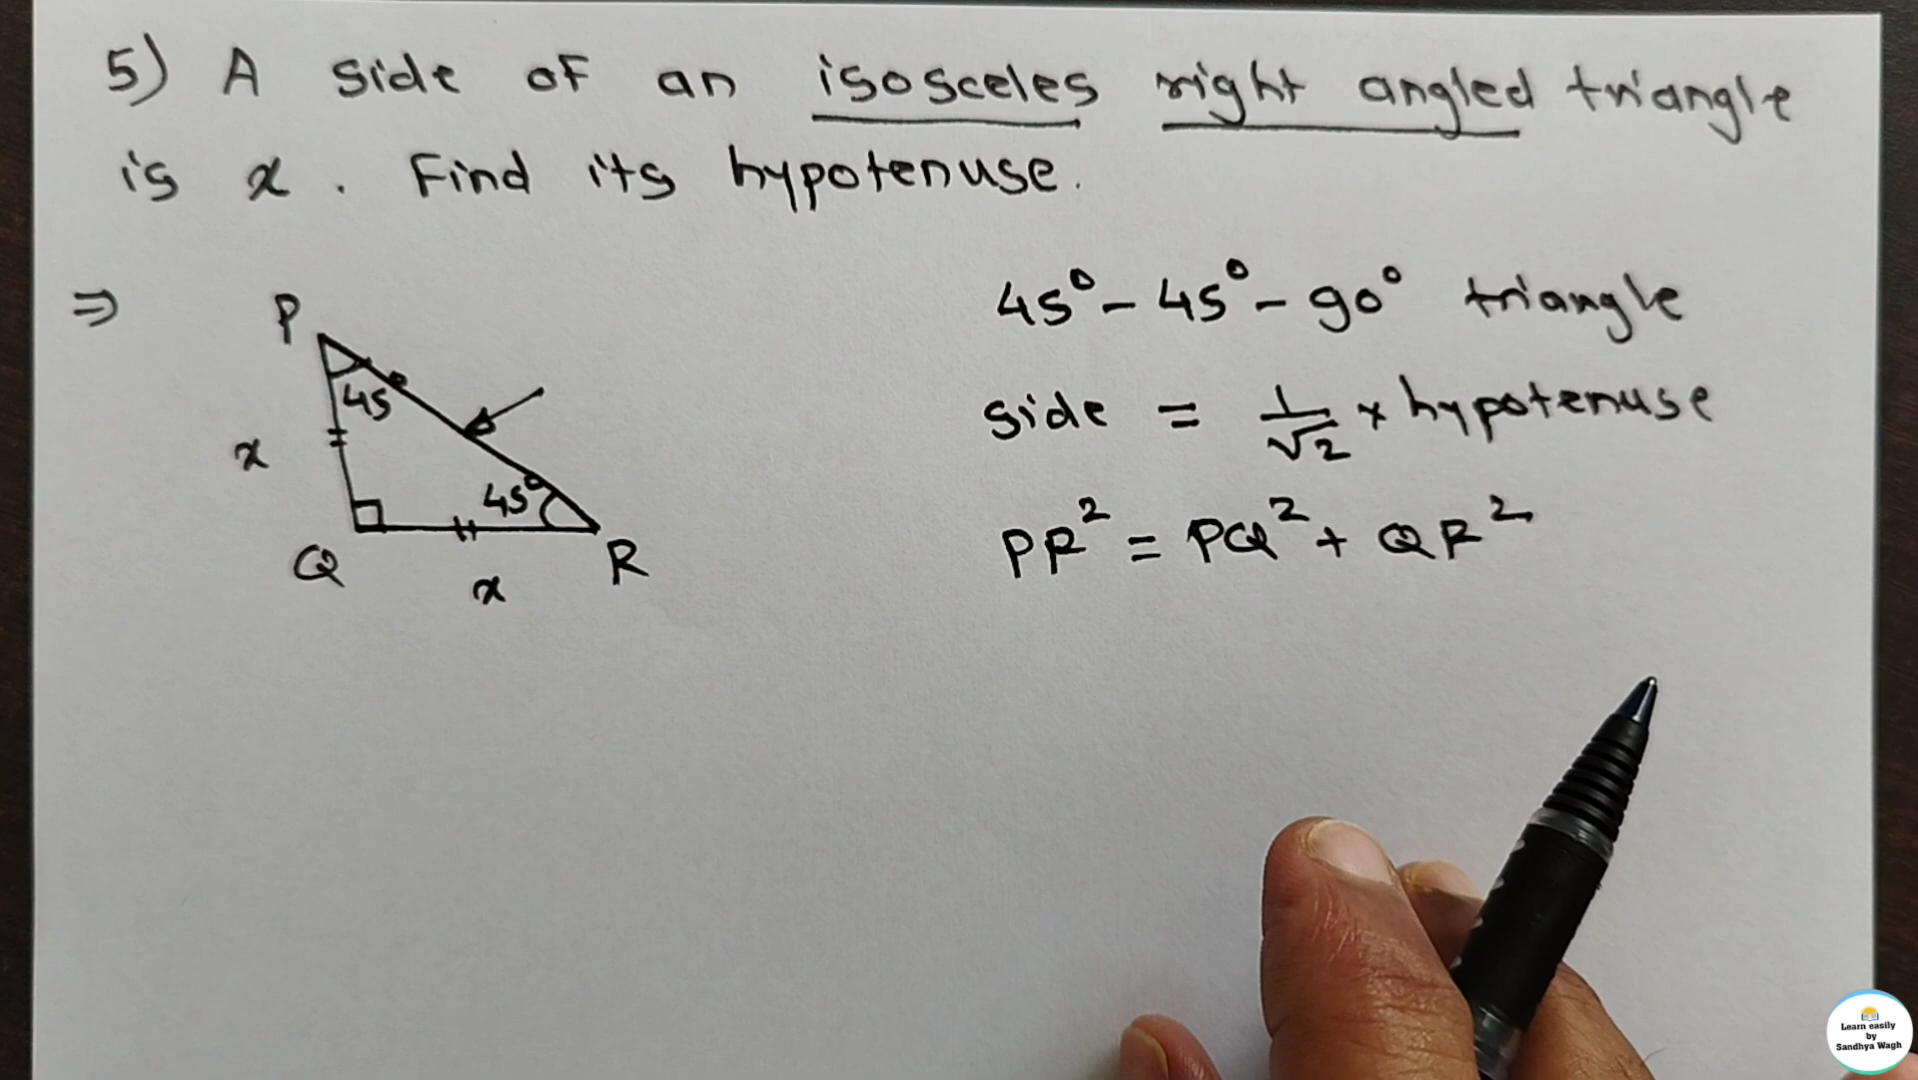 5) A side of an isosceles right angled triangle
is x. Find its hypotenuse.
⇒
P
45°
x
45°
Q
R
x
45° - 45° - 90° triangle
side = 1/√2 × hypotenuse
PR² = PQ² + QR²
Learn easily
by
Sandhya Wagh